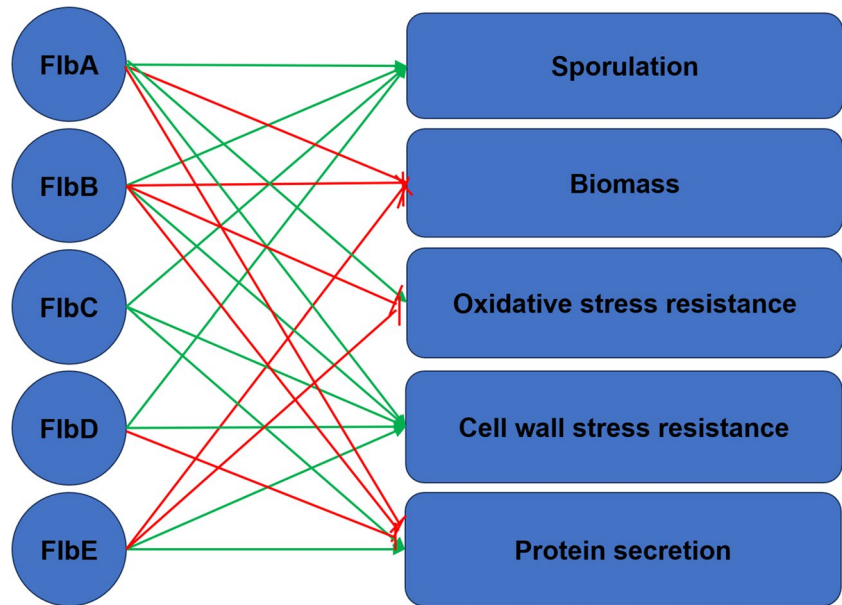 FlbA
Sporulation
FlbB
Biomass
FlbC
Oxidative stress resistance
FlbD
Cell wall stress resistance
FlbE
Protein secretion